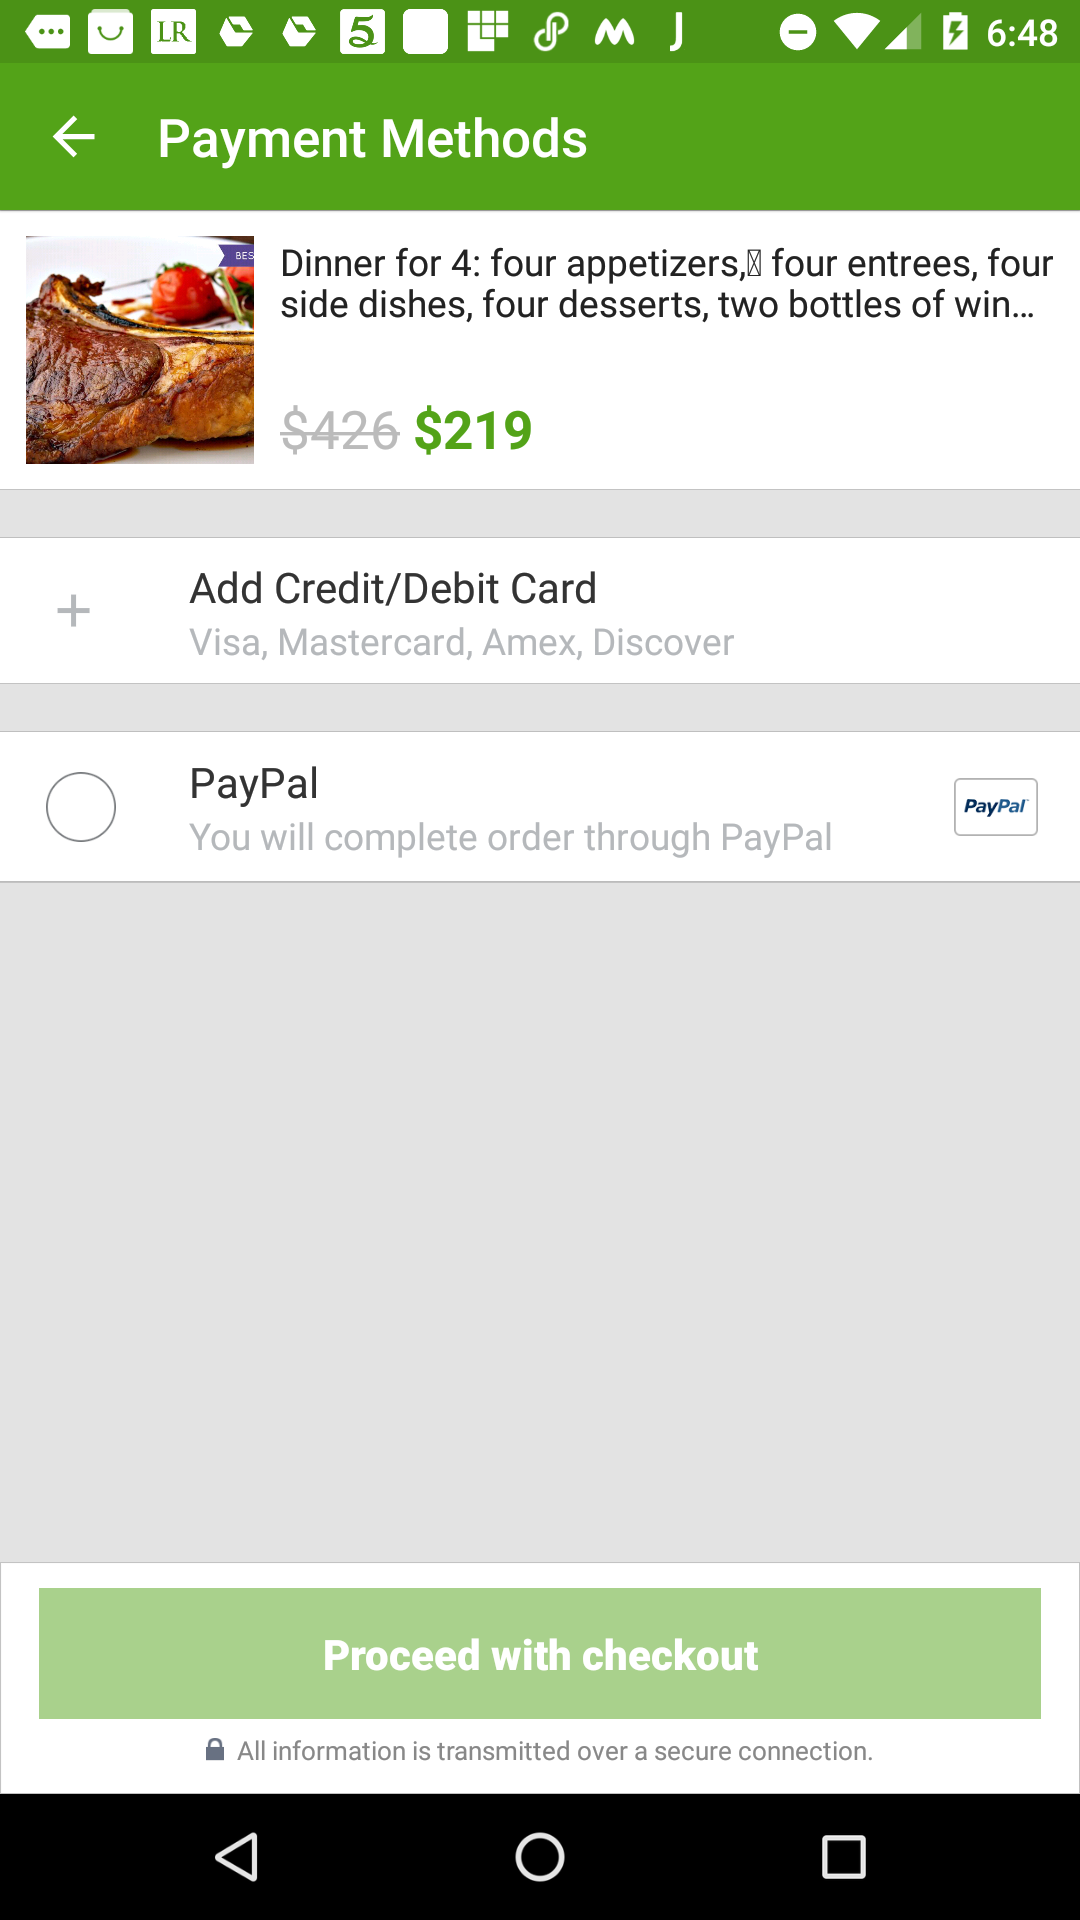 LR 5 J 6:48
Payment Methods
BES
Dinner for 4: four appetizers, four entrees, four
side dishes, four desserts, two bottles of win...
$426 $219
Add Credit/Debit Card
Visa, Mastercard, Amex, Discover
PayPal
You will complete order through PayPal
PayPal
Proceed with checkout
All information is transmitted over a secure connection.